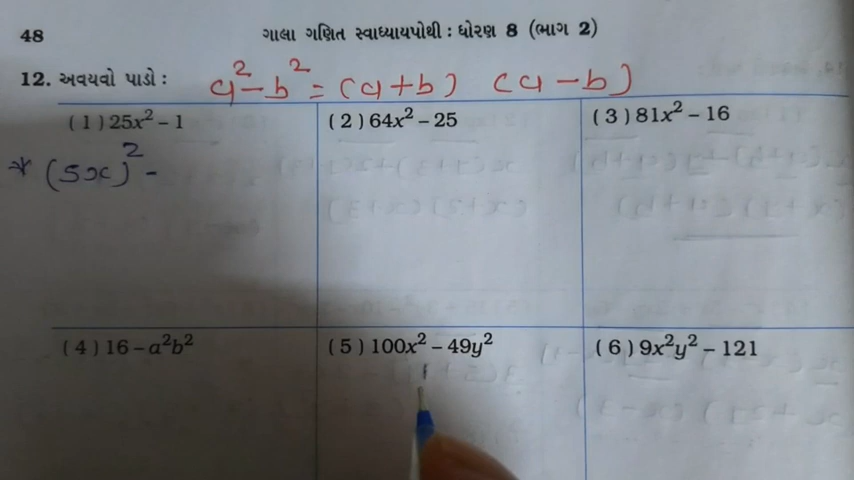 48 ગાલા ગણિત સ્વાધ્યાયપોથી : ધોરણ 8 (ભાગ 2)
12. અવયવો પાડો : a² - b² = (a + b) (a - b)
(1) 25x² - 1 (2) 64x² - 25 (3) 81x² - 16
* (5x)² -
(4) 16 - a²b² (5) 100x² - 49y² (6) 9x²y² - 121